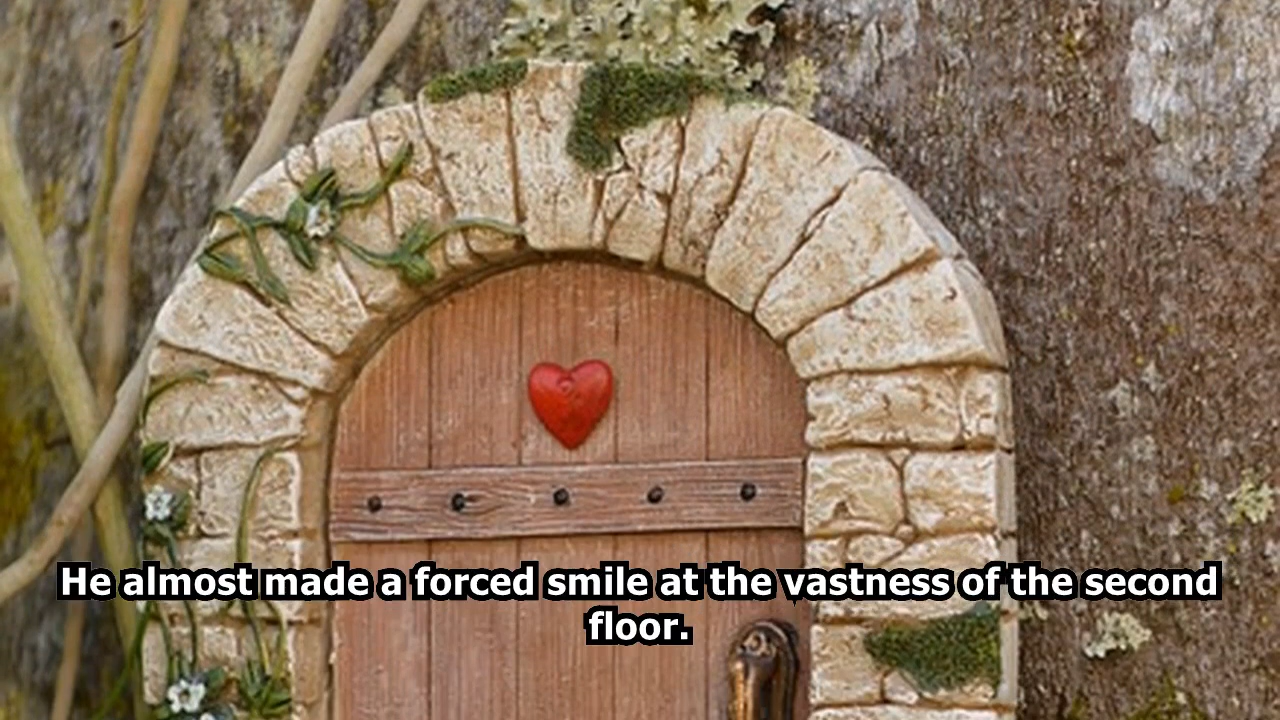 He almost made a forced smile at the vastness of the second
floor.